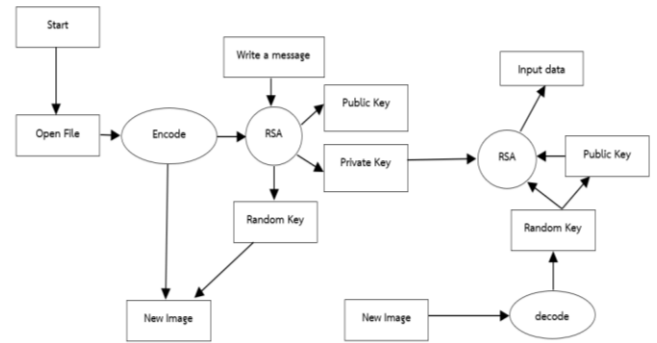 Start
Write a message
Open File
Encode
RSA
Public Key
Private Key
Random Key
New Image
Input data
RSA
Public Key
Random Key
New Image
decode